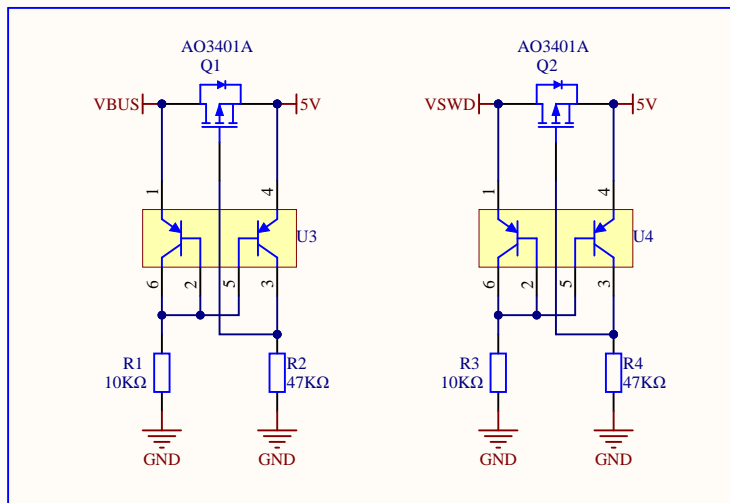 AO3401A
Q1
VBUS
5V
1
4
U3
6
2
5
3
R1
10KΩ
R2
47KΩ
GND
GND
AO3401A
Q2
VSWD
5V
1
4
U4
6
2
5
3
R3
10KΩ
R4
47KΩ
GND
GND